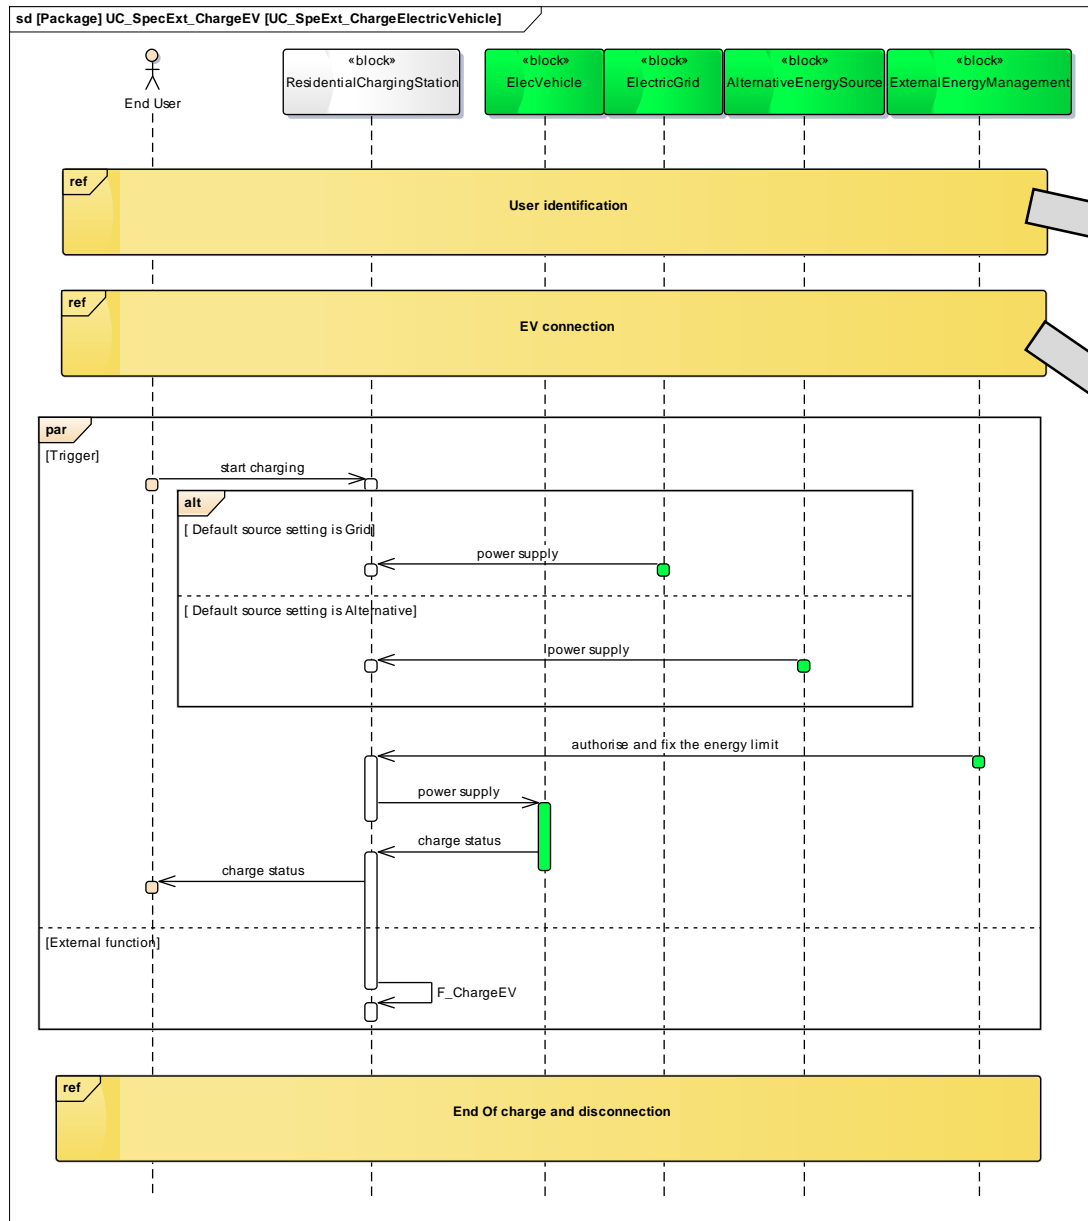 sd [Package] UC_SpecExt_ChargeEV [UC_SpeExt_ChargeElectricVehicle]
End User
«block»
ResidentialChargingStation
«block»
ElecVehicle
«block»
ElectricGrid
«block»
AlternativeEnergySource
«block»
ExternalEnergyManagement
ref
User identification
ref
EV connection
par
[Trigger]
start charging
alt
[ Default source setting is Grid]
power supply
[ Default source setting is Alternative]
power supply
authorise and fix the energy limit
power supply
charge status
charge status
[External function]
F_ChargeEV
ref
End Of charge and disconnection